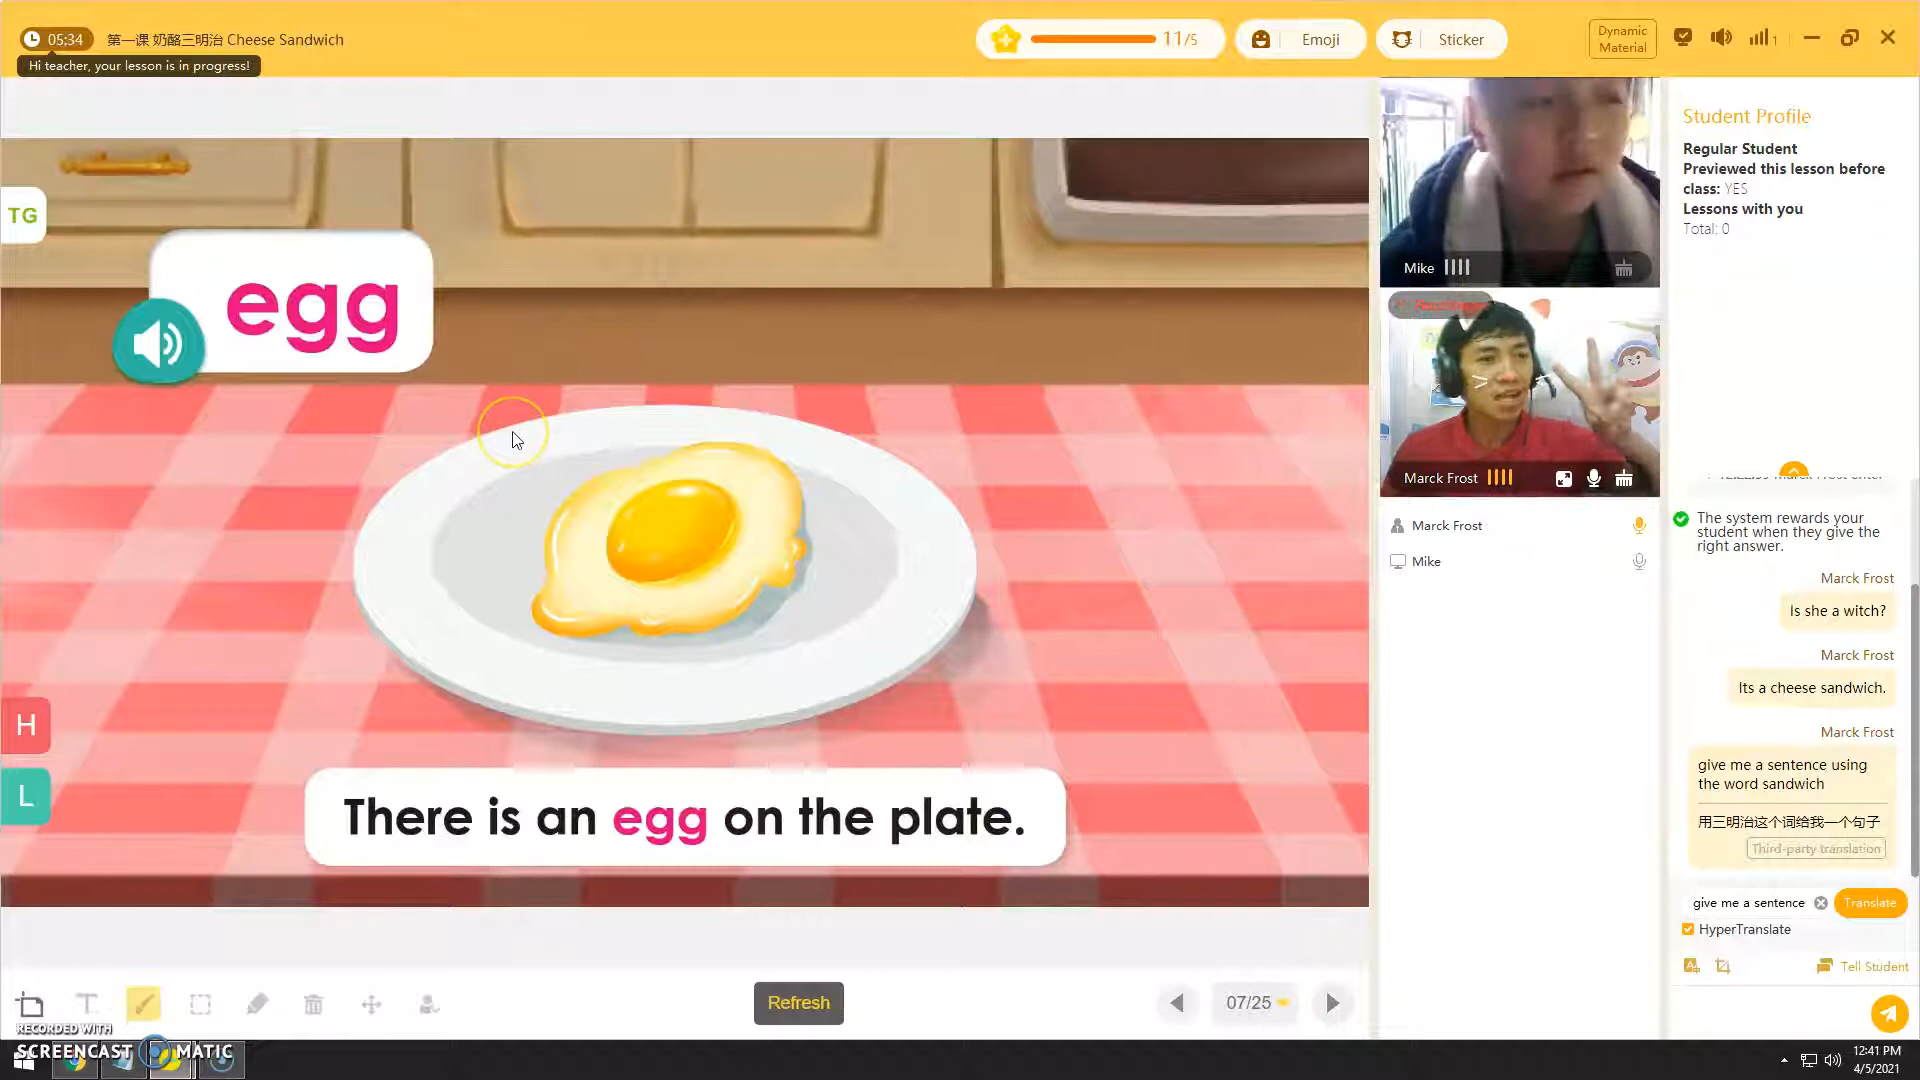 05:34
第一课 奶酪三明治 Cheese Sandwich
Hi teacher, your lesson is in progress!
11/5
Emoji
Sticker
Dynamic
Material
1
TG
egg
There is an egg on the plate.
H
L
Mike
Marck Frost
Marck Frost
Mike
Student Profile
Regular Student
Previewed this lesson before
class: YES
Lessons with you
Total: 0
The system rewards your
student when they give the
right answer.
Marck Frost
Is she a witch?
Marck Frost
Its a cheese sandwich.
Marck Frost
give me a sentence using
the word sandwich
用三明治这个词给我一个句子
Third-party translation
give me a sentence
Translate
HyperTranslate
Tell Student
Refresh
07/25
RECORDED WITH
SCREENCAST MATIC
12:41 PM
4/5/2021